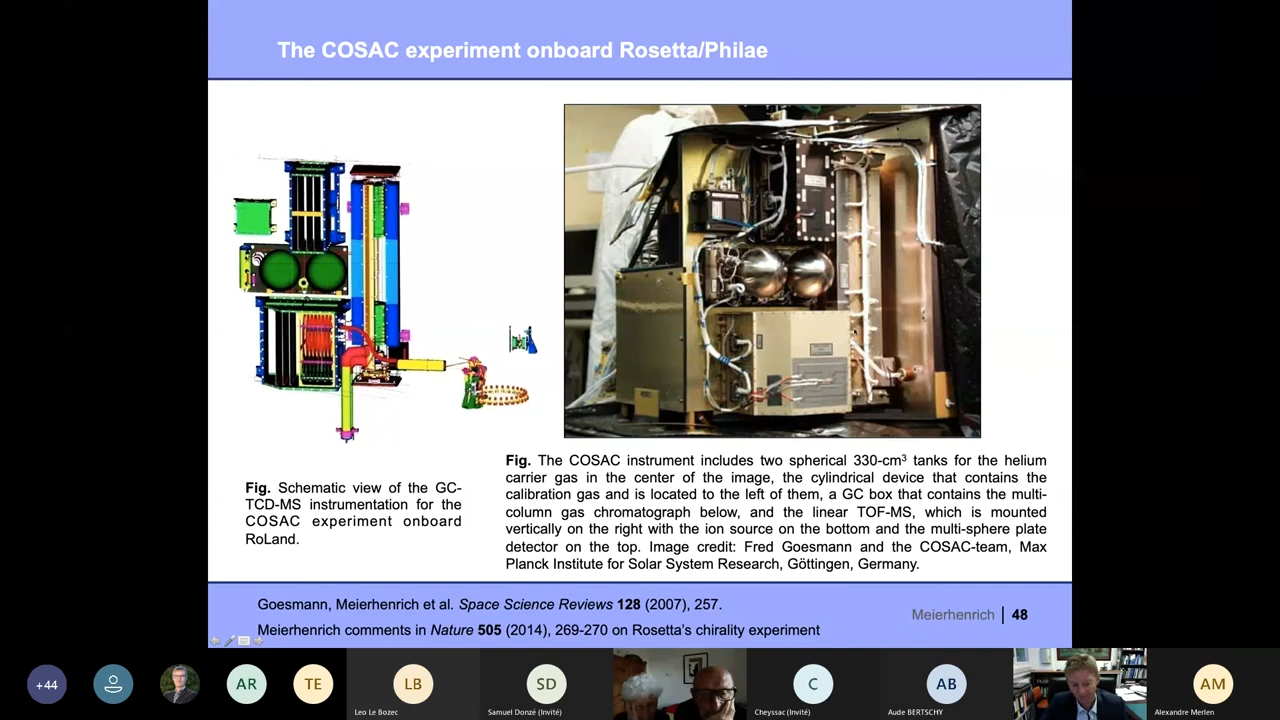 The COSAC experiment onboard Rosetta/Philae
Fig. Schematic view of the GC-
TCD-MS instrumentation for the
COSAC experiment onboard
RoLand.
Fig. The COSAC instrument includes two spherical 330-cm³ tanks for the helium
carrier gas in the center of the image, the cylindrical device that contains the
calibration gas and is located to the left of them, a GC box that contains the multi-
column gas chromatograph below, and the linear TOF-MS, which is mounted
vertically on the right with the ion source on the bottom and the multi-sphere plate
detector on the top. Image credit: Fred Goesmann and the COSAC-team, Max
Planck Institute for Solar System Research, Göttingen, Germany.
Goesmann, Meierhenrich et al. Space Science Reviews 128 (2007), 257.
Meierhenrich comments in Nature 505 (2014), 269-270 on Rosetta's chirality experiment
Meierhenrich | 48
+44
AR
TE
LB
Leo Le Bozec
SD
Samuel Donzé (Invité)
C
Cheyssac (Invité)
AB
Aude BERTSCHY
AM
Alexandre Merlen